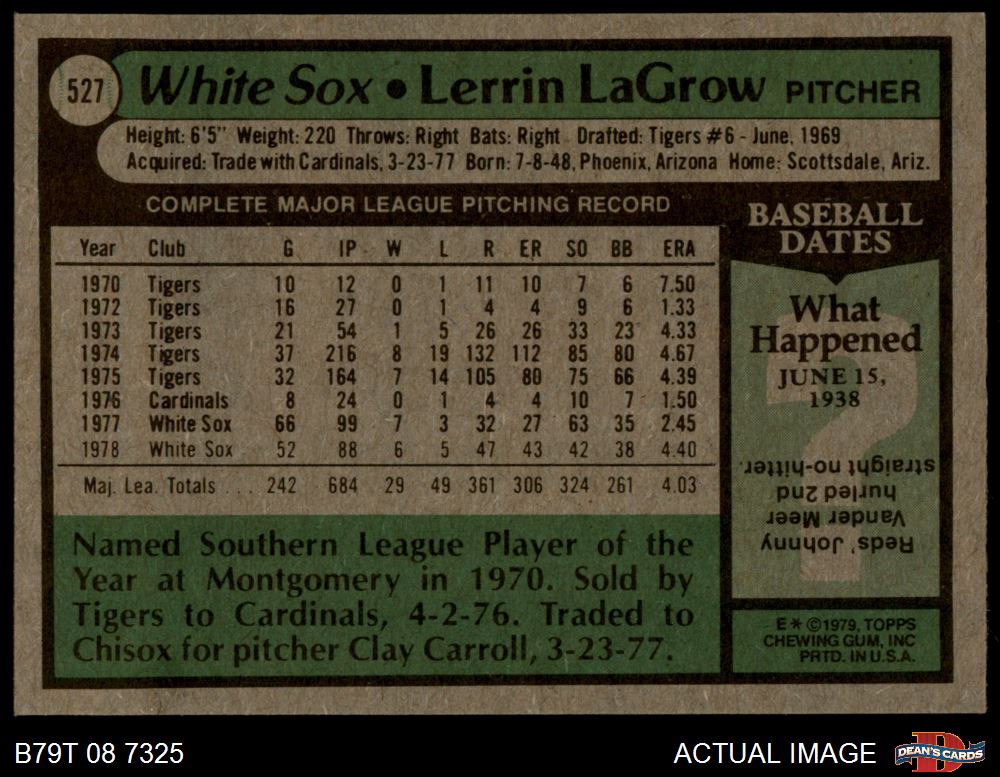 527
White Sox • Lerrin LaGrow PITCHER
Height: 6'5" Weight: 220 Throws: Right Bats: Right Drafted: Tigers #6 - June, 1969
Acquired: Trade with Cardinals, 3-23-77 Born: 7-8-48, Phoenix, Arizona Home: Scottsdale, Ariz.
COMPLETE MAJOR LEAGUE PITCHING RECORD
Year Club G IP W L R ER SO BB ERA
1970 Tigers 10 12 0 1 11 10 7 6 7.50
1972 Tigers 16 27 0 1 4 4 9 6 1.33
1973 Tigers 21 54 1 5 26 26 33 23 4.33
1974 Tigers 37 216 8 19 132 112 85 80 4.67
1975 Tigers 32 164 7 14 105 80 75 66 4.39
1976 Cardinals 8 24 0 1 4 4 10 7 1.50
1977 White Sox 66 99 7 3 32 27 63 35 2.45
1978 White Sox 52 88 6 5 47 43 42 38 4.40
Maj. Lea. Totals ... 242 684 29 49 361 306 324 261 4.03
Named Southern League Player of the
Year at Montgomery in 1970. Sold by
Tigers to Cardinals, 4-2-76. Traded to
Chisox for pitcher Clay Carroll, 3-23-77.
BASEBALL
DATES
What
Happened
JUNE 15,
1938
?
Reds' Johnny
Vander Meer
hurled 2nd
straight no-hitter.
E*©1979, TOPPS
CHEWING GUM, INC
PRTD. IN U.S.A.
B79T 08 7325
ACTUAL IMAGE
D
DEAN'S CARDS